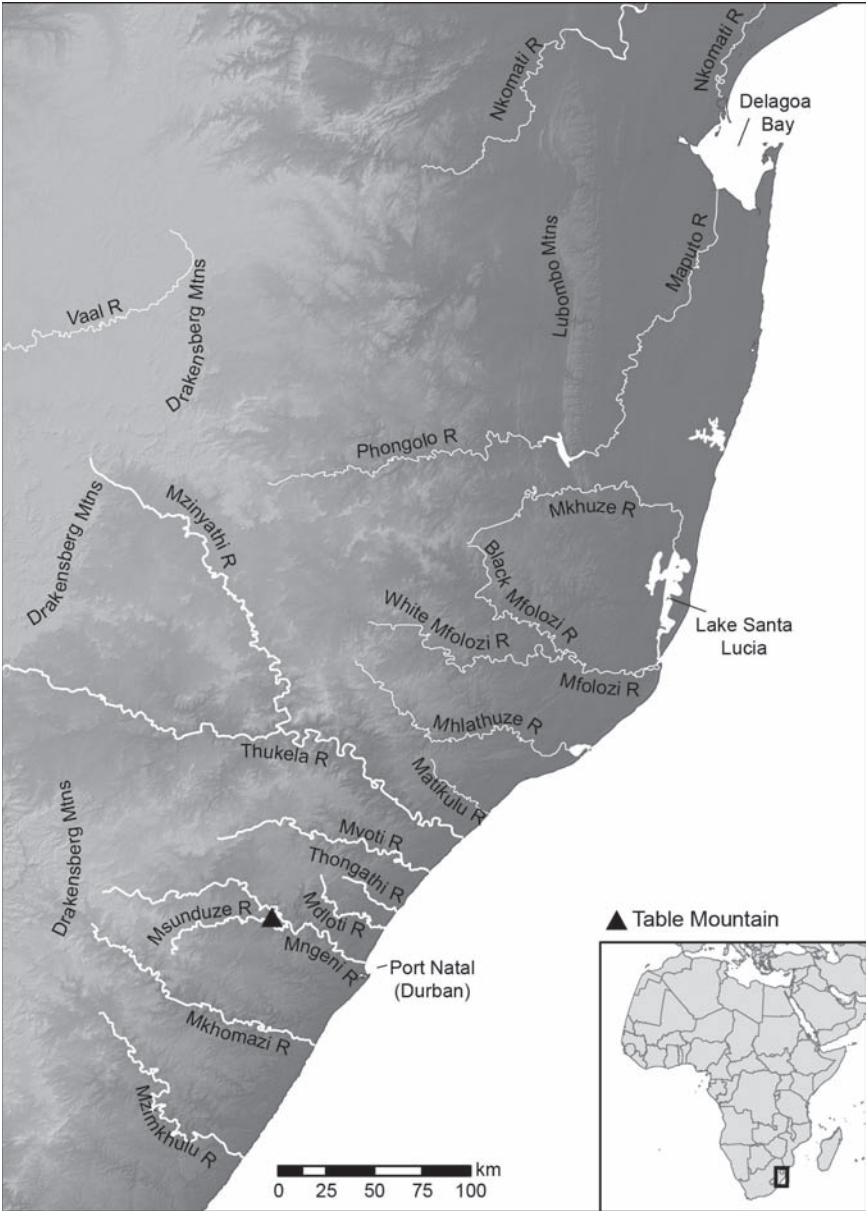 Nkomati R
Nkomati R
Delagoa
Bay
Lubombo Mtns
Maputo R
Vaal R
Drakensberg Mtns
Phongolo R
Mzinyathi R
Drakensberg Mtns
Mkhuze R
Black Mfolozi R
White Mfolozi R
Lake Santa
Lucia
Mfolozi R
Mhlathuze R
Thukela R
Matikulu R
Drakensberg Mtns
Mvoti R
Thongathi R
Mdloti R
Msunduze R
Mngeni R
Port Natal
(Durban)
Table Mountain
Mkhomazi R
Mzimkhulu R
km
0 25 50 75 100